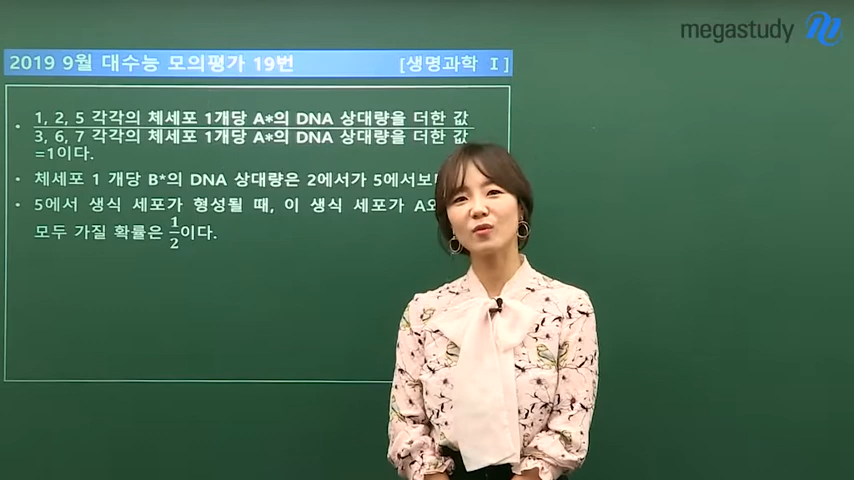 megastudy
2019 9월 대수능 모의평가 19번 [생명과학 Ⅰ]
1, 2, 5 각각의 체세포 1개당 A*의 DNA 상대량을 더한 값
3, 6, 7 각각의 체세포 1개당 A*의 DNA 상대량을 더한 값
=1이다.
· 체세포 1 개당 B*의 DNA 상대량은 2에서가 5에서보다
· 5에서 생식 세포가 형성될 때, 이 생식 세포가
모두 가질 확률은 1/2이다.